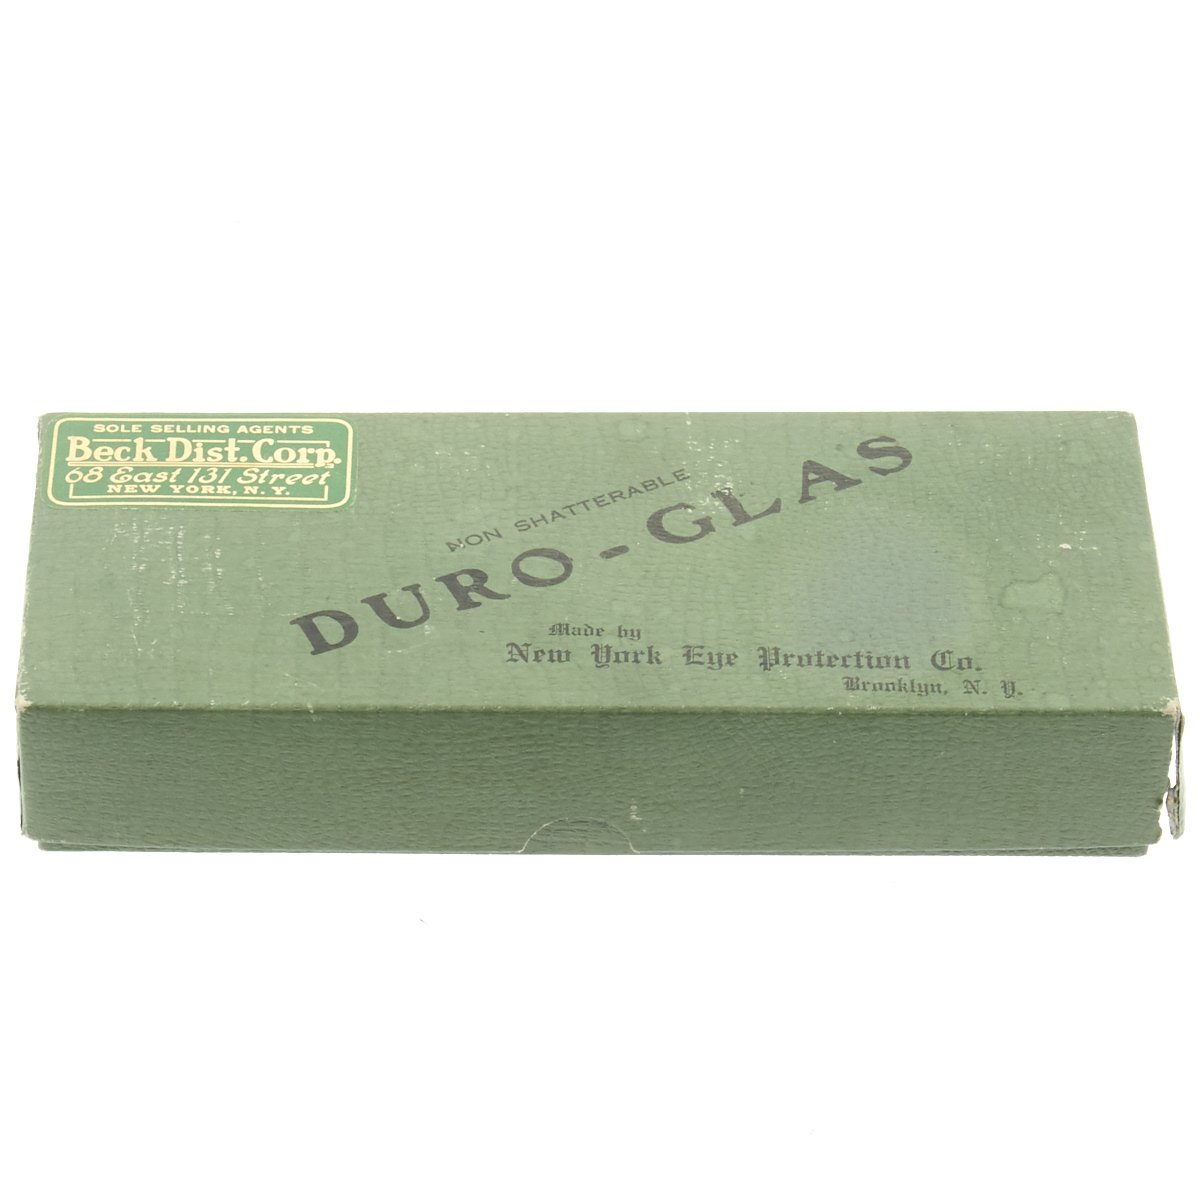 SOLE SELLING AGENTS
Beck Dist. Corp.
68 East 131 Street
NEW YORK, N. Y.
NON SHATTERABLE
DURO-GLAS
Made by
New York Eye Protection Co.
Brooklyn, N. Y.